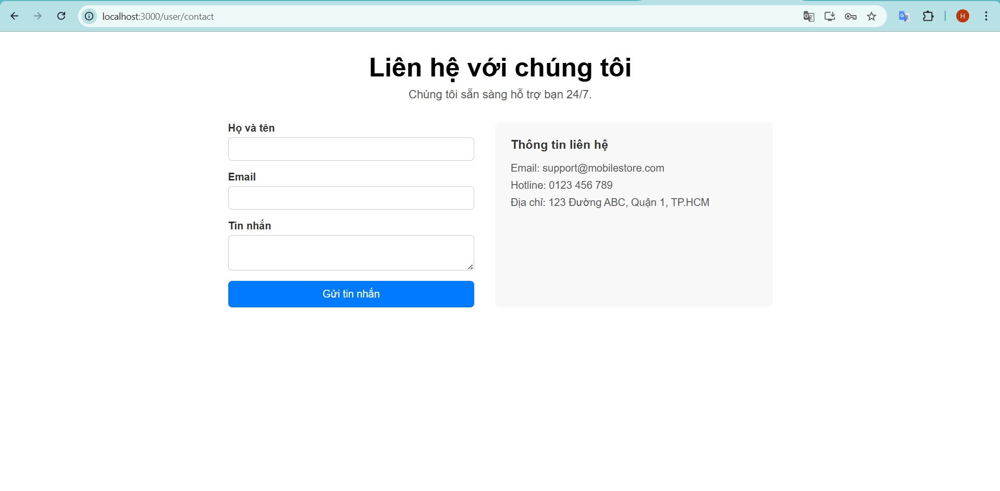 localhost:3000/user/contact
H
Liên hệ với chúng tôi
Chúng tôi sẵn sàng hỗ trợ bạn 24/7.
Họ và tên
Email
Tin nhắn
Gửi tin nhắn
Thông tin liên hệ
Email: support@mobilestore.com
Hotline: 0123 456 789
Địa chỉ: 123 Đường ABC, Quận 1, TP.HCM